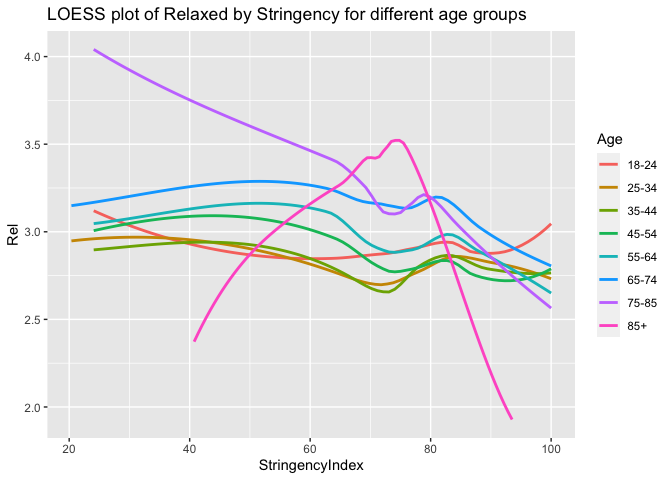 LOESS plot of Relaxed by Stringency for different age groups
4.0
3.5
3.0
2.5
2.0
Rel
20 40 60 80 100
StringencyIndex
Age
18-24
25-34
35-44
45-54
55-64
65-74
75-85
85+